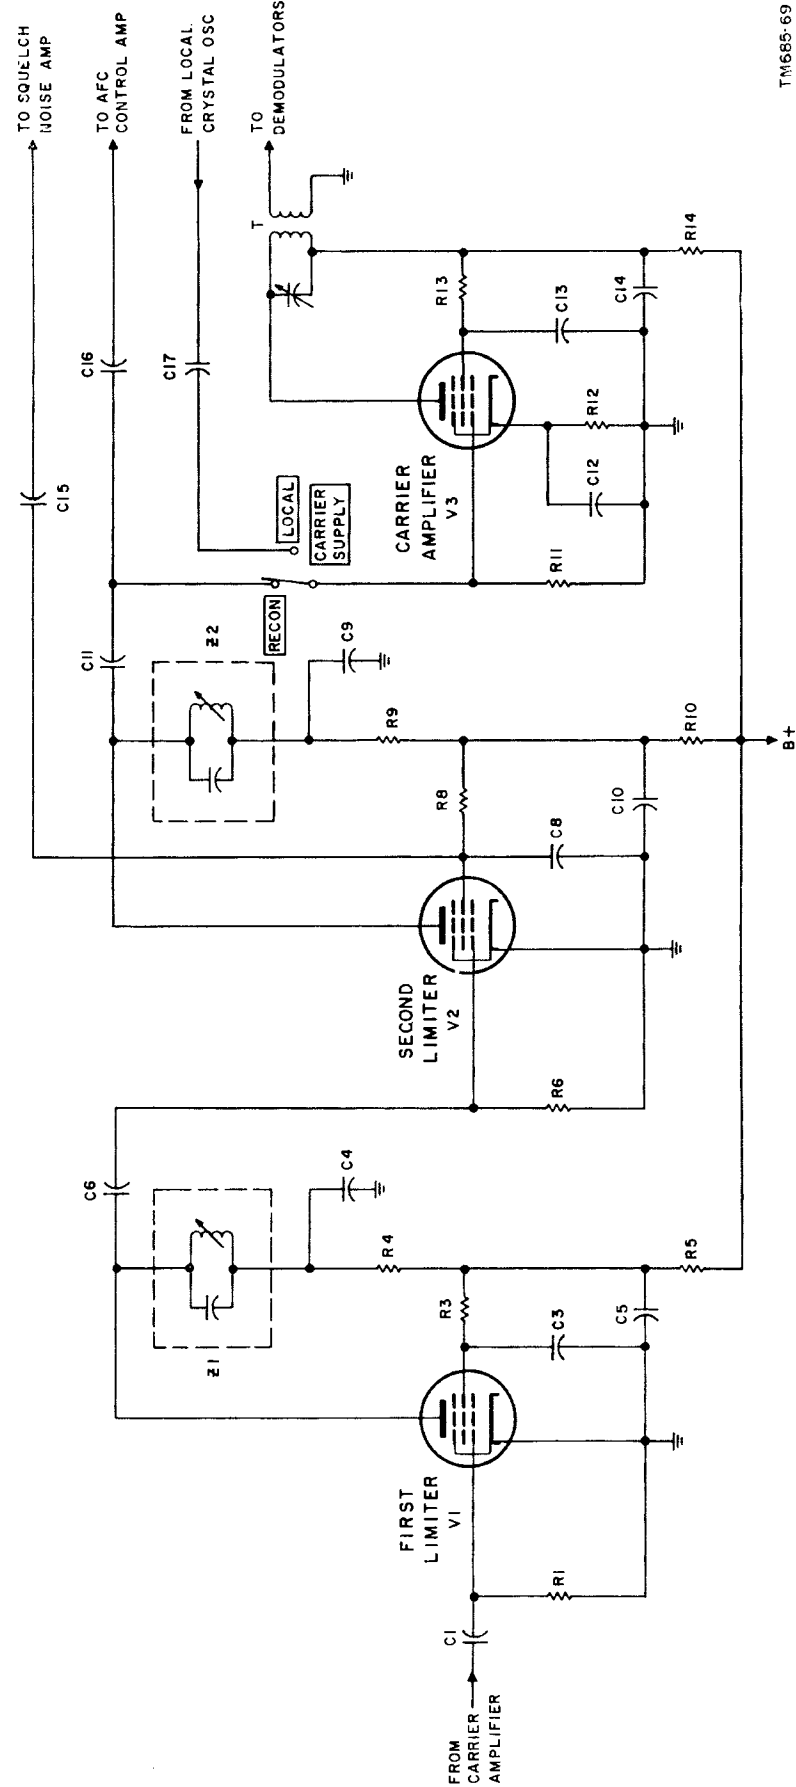 TO SQUELCH
NOISE AMP
TO AFC
CONTROL AMP
FROM LOCAL
CRYSTAL OSC
TO
DEMODULATORS
C15
C16
C17
T
C11
Z2
C9
RECON
LOCAL
CARRIER
SUPPLY
CARRIER
AMPLIFIER
V3
R13
C13
C14
R14
R12
C12
R11
C6
Z1
C4
R4
R9
R8
C8
C10
R10
SECOND
LIMITER
V2
R6
R3
C3
C5
R5
FIRST
LIMITER
V1
R1
C1
FROM
CARRIER
AMPLIFIER
B+
TM685-69